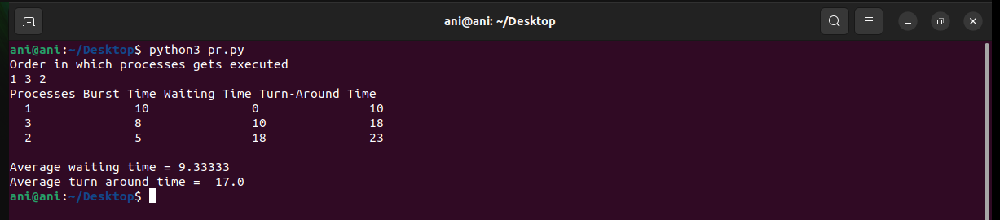 ani@ani: ~/Desktop
ani@ani:~/Desktop$ python3 pr.py
Order in which processes gets executed
1 3 2
Processes Burst Time Waiting Time Turn-Around Time
  1              10              0               10
  3              8               10              18
  2              5               18              23

Average waiting time = 9.33333
Average turn around time =  17.0
ani@ani:~/Desktop$